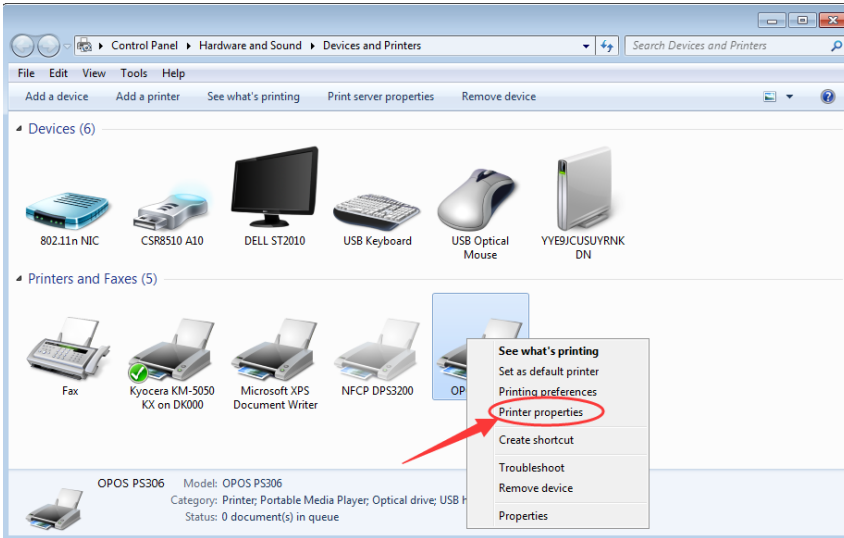 Control Panel ▸ Hardware and Sound ▸ Devices and Printers
Search Devices and Printers
File Edit View Tools Help
Add a device Add a printer See what's printing Print server properties Remove device
Devices (6)
802.11n NIC
CSR8510 A10
DELL ST2010
USB Keyboard
USB Optical
Mouse
YYE9JCUSUYRNK
DN
Printers and Faxes (5)
Fax
Kyocera KM-5050
KX on DK000
Microsoft XPS
Document Writer
NFCP DPS3200
OP
See what's printing
Set as default printer
Printing preferences
Printer properties
Create shortcut
Troubleshoot
Remove device
Properties
OPOS PS306 Model: OPOS PS306
Category: Printer; Portable Media Player; Optical drive; USB h
Status: 0 document(s) in queue